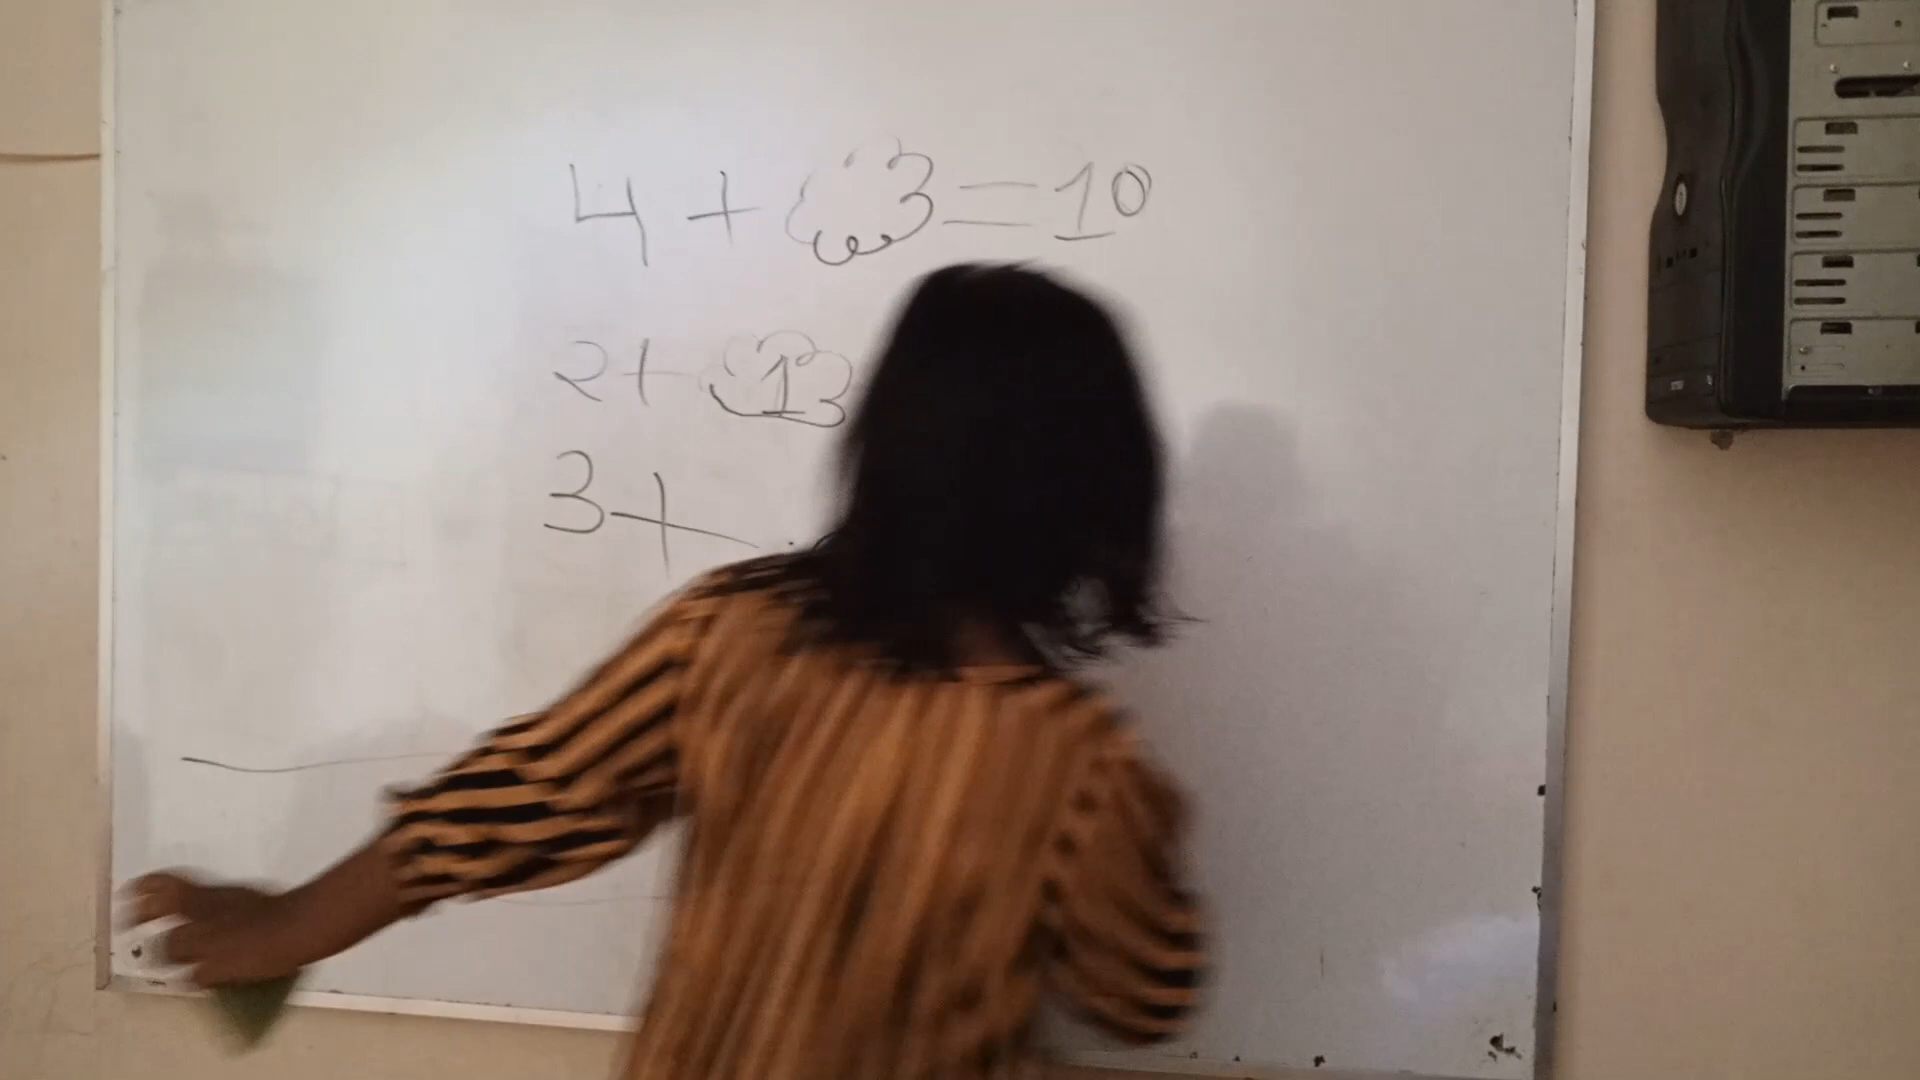 4 + 3 = 10
2 + 1
3 +